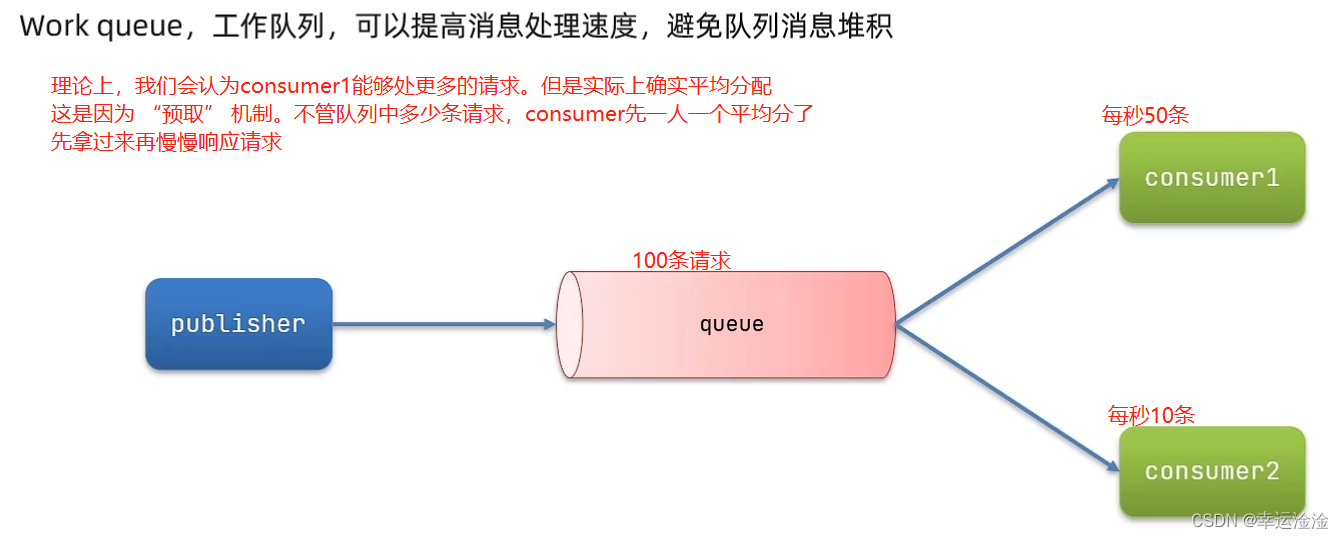 Work queue，工作队列，可以提高消息处理速度，避免队列消息堆积
理论上，我们会认为consumer1能够处更多的请求。但是实际上确实平均分配
这是因为 “预取” 机制。不管队列中多少条请求，consumer先一人一个平均分了
先拿过来再慢慢响应请求
每秒50条
consumer1
100条请求
publisher
queue
每秒10条
consumer2
CSDN @幸运淦淦